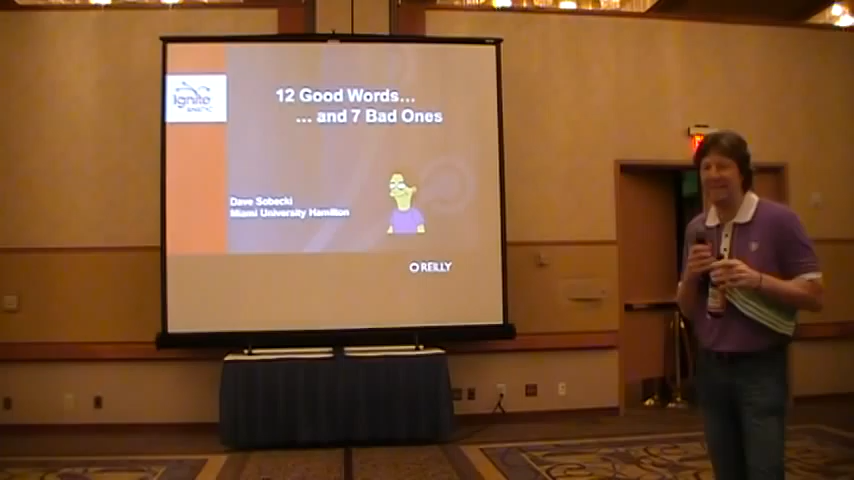 Ignite
12 Good Words...
... and 7 Bad Ones
Dave Sobecki
Miami University Hamilton
O'REILLY